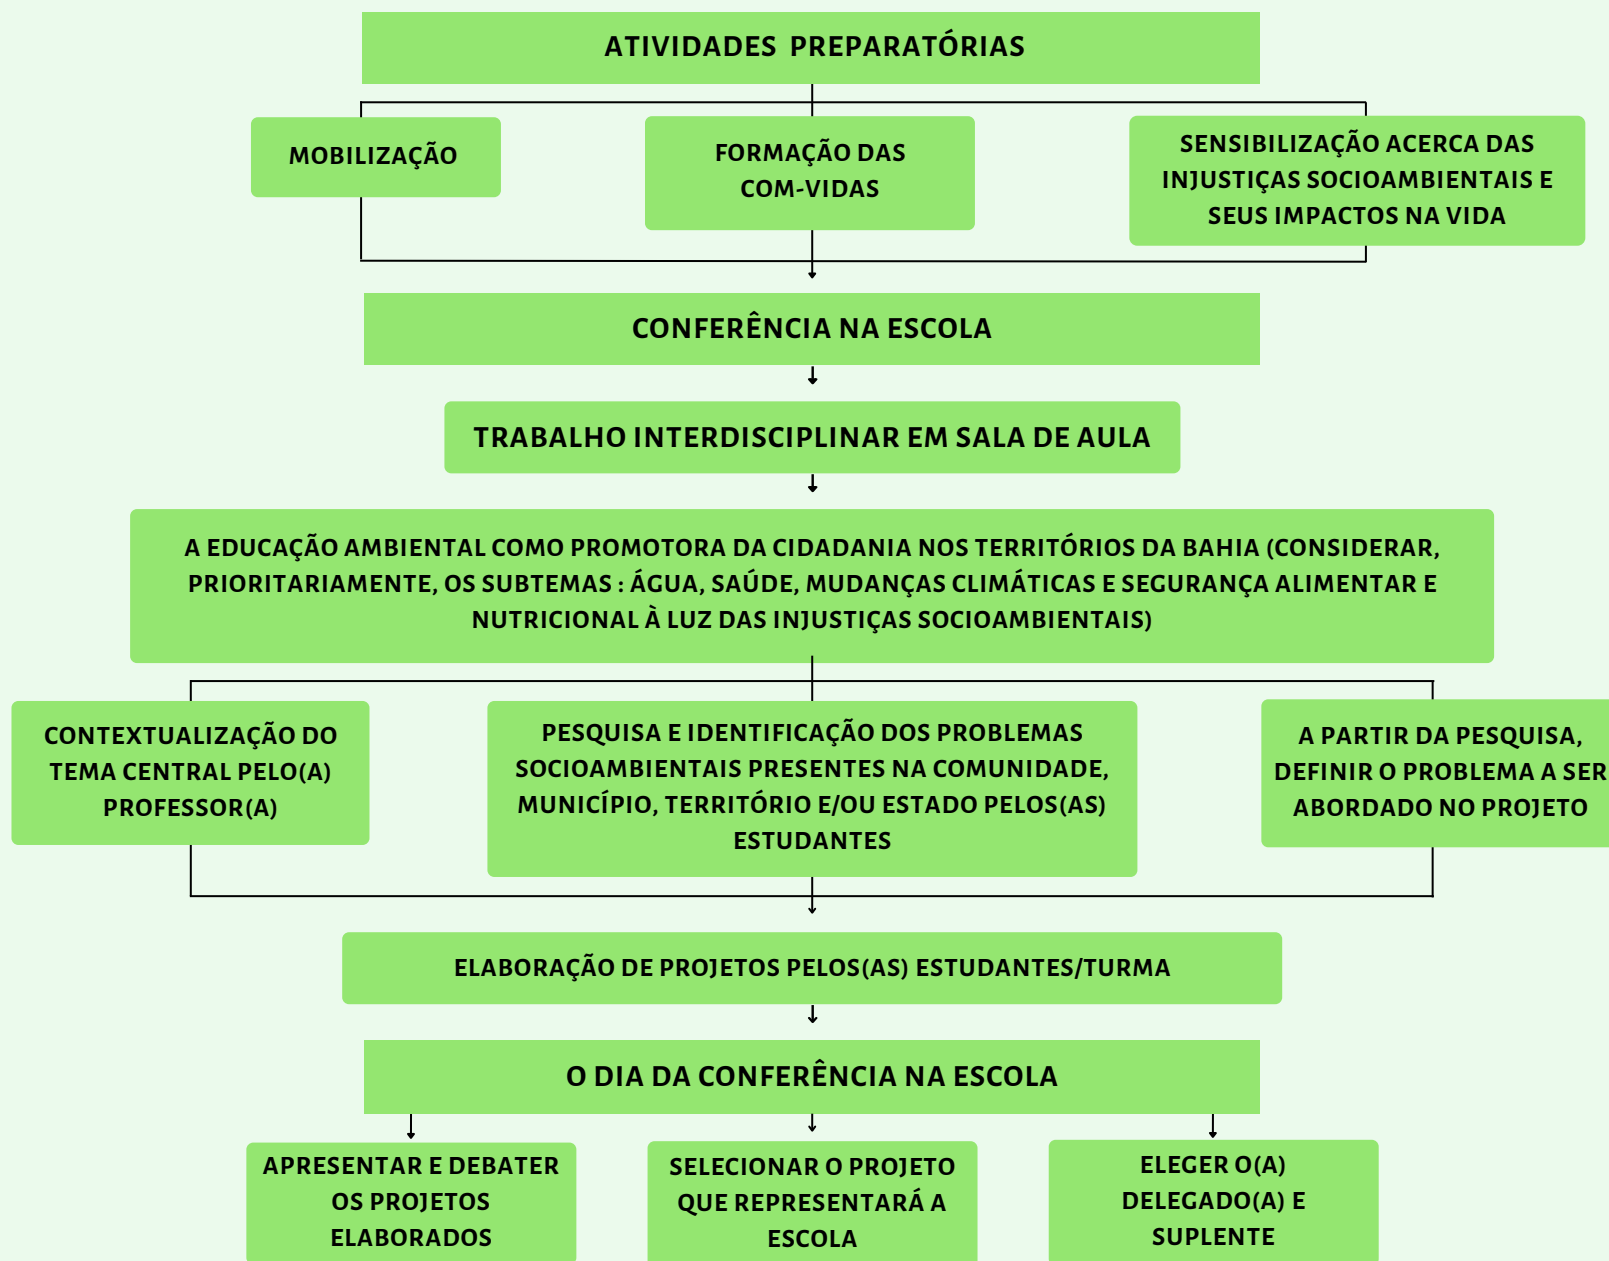 ATIVIDADES PREPARATÓRIAS
MOBILIZAÇÃO
FORMAÇÃO DAS
COM-VIDAS
SENSIBILIZAÇÃO ACERCA DAS
INJUSTIÇAS SOCIOAMBIENTAIS E
SEUS IMPACTOS NA VIDA
CONFERÊNCIA NA ESCOLA
TRABALHO INTERDISCIPLINAR EM SALA DE AULA
A EDUCAÇÃO AMBIENTAL COMO PROMOTORA DA CIDADANIA NOS TERRITÓRIOS DA BAHIA (CONSIDERAR,
PRIORITARIAMENTE, OS SUBTEMAS : ÁGUA, SAÚDE, MUDANÇAS CLIMÁTICAS E SEGURANÇA ALIMENTAR E
NUTRICIONAL À LUZ DAS INJUSTIÇAS SOCIOAMBIENTAIS)
CONTEXTUALIZAÇÃO DO
TEMA CENTRAL PELO(A)
PROFESSOR(A)
PESQUISA E IDENTIFICAÇÃO DOS PROBLEMAS
SOCIOAMBIENTAIS PRESENTES NA COMUNIDADE,
MUNICÍPIO, TERRITÓRIO E/OU ESTADO PELOS(AS)
ESTUDANTES
A PARTIR DA PESQUISA,
DEFINIR O PROBLEMA A SER
ABORDADO NO PROJETO
ELABORAÇÃO DE PROJETOS PELOS(AS) ESTUDANTES/TURMA
O DIA DA CONFERÊNCIA NA ESCOLA
APRESENTAR E DEBATER
OS PROJETOS
ELABORADOS
SELECIONAR O PROJETO
QUE REPRESENTARÁ A
ESCOLA
ELEGER O(A)
DELEGADO(A) E
SUPLENTE